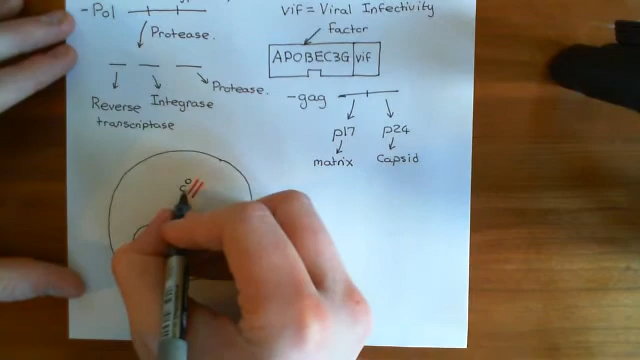 -Pol
Protease.
Reverse transcriptase
Integrase
Protease.
vif = Viral Infectivity
factor
APOBEC3G vif
-gag
p17
p24
matrix
capsid